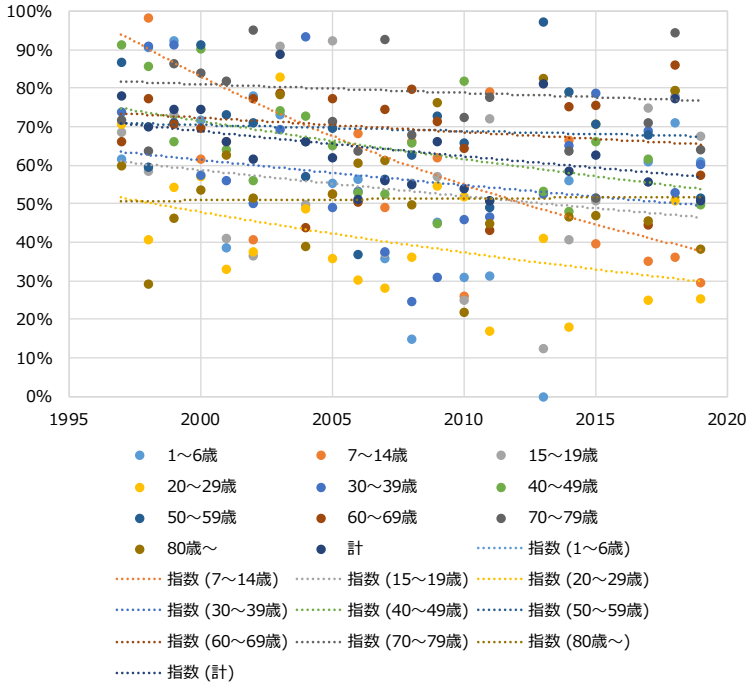 100%
90%
80%
70%
60%
50%
40%
30%
20%
10%
0%
1995 2000 2005 2010 2015 2020
1～6歳 7～14歳 15～19歳
20～29歳 30～39歳 40～49歳
50～59歳 60～69歳 70～79歳
80歳～ 計 指数 (1～6歳)
指数 (7～14歳) 指数 (15～19歳) 指数 (20～29歳)
指数 (30～39歳) 指数 (40～49歳) 指数 (50～59歳)
指数 (60～69歳) 指数 (70～79歳) 指数 (80歳～)
指数 (計)